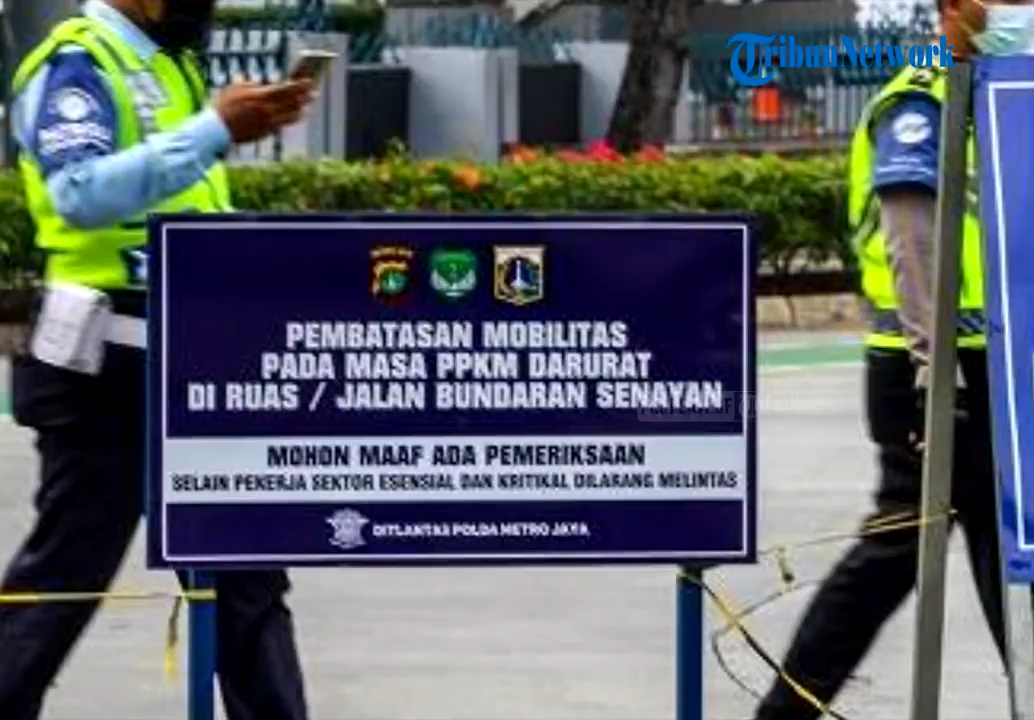 TribunNetwork
PEMBATASAN MOBILITAS
PADA MASA PPKM DARURAT
DI RUAS / JALAN BUNDARAN SENAYAN
MOHON MAAF ADA PEMERIKSAAN
SELAIN PEKERJA SEKTOR ESENSIAL DAN KRITIKAL DILARANG MELINTAS
DITLANTAS POLDA METRO JAYA